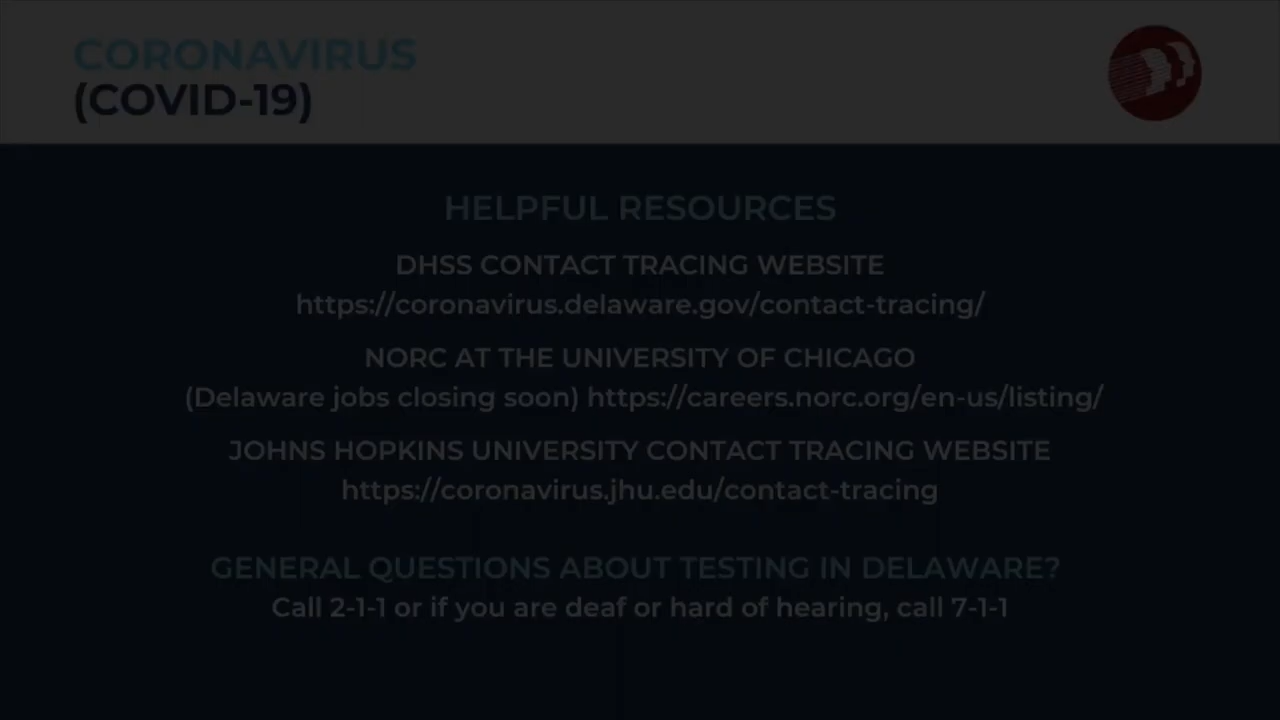 CORONAVIRUS
(COVID-19)
HELPFUL RESOURCES
DHSS CONTACT TRACING WEBSITE
https://coronavirus.delaware.gov/contact-tracing/
NORC AT THE UNIVERSITY OF CHICAGO
(Delaware jobs closing soon) https://careers.norc.org/en-us/listing/
JOHNS HOPKINS UNIVERSITY CONTACT TRACING WEBSITE
https://coronavirus.jhu.edu/contact-tracing
GENERAL QUESTIONS ABOUT TESTING IN DELAWARE?
Call 2-1-1 or if you are deaf or hard of hearing, call 7-1-1